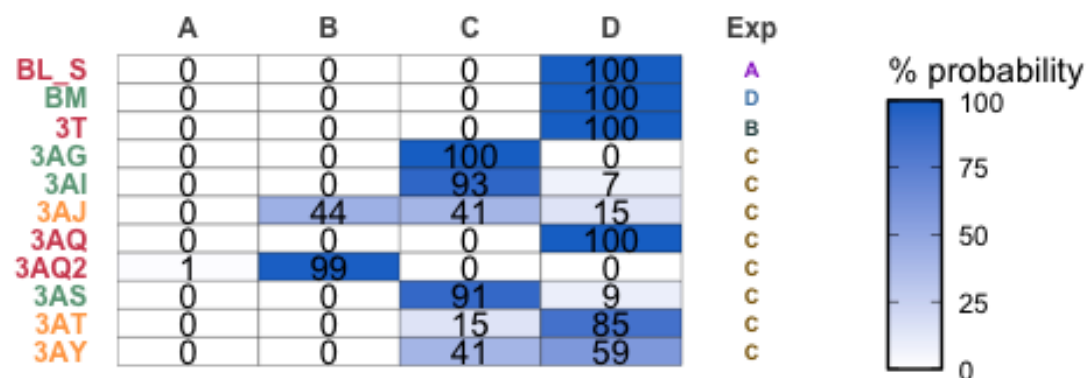 A B C D Exp
BL_S 0 0 0 100 A
BM 0 0 0 100 D
3T 0 0 0 100 B
3AG 0 0 100 0 C
3AI 0 0 93 7 C
3AJ 0 44 41 15 C
3AQ 0 0 0 100 C
3AQ2 1 99 0 0 C
3AS 0 0 91 9 C
3AT 0 0 15 85 C
3AY 0 0 41 59 C
% probability
100
75
50
25
0